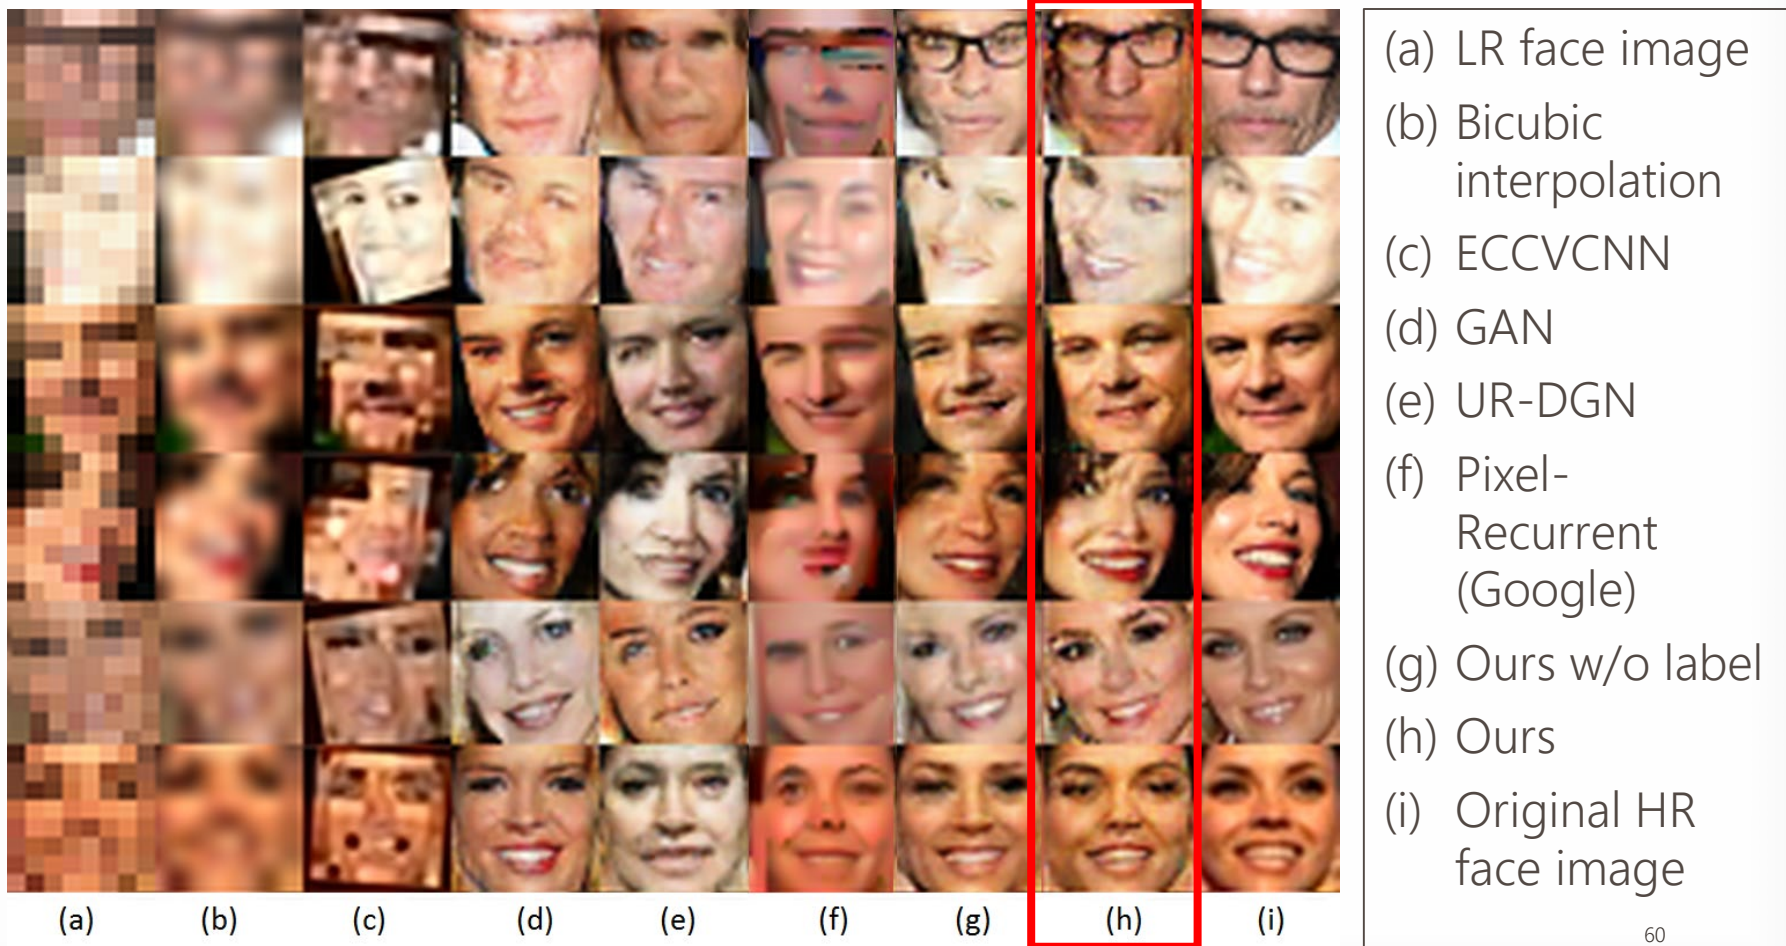 (a) (b) (c) (d) (e) (f) (g) (h) (i)
(a) LR face image
(b) Bicubic
interpolation
(c) ECCVCNN
(d) GAN
(e) UR-DGN
(f) Pixel-
Recurrent
(Google)
(g) Ours w/o label
(h) Ours
(i) Original HR
face image
60